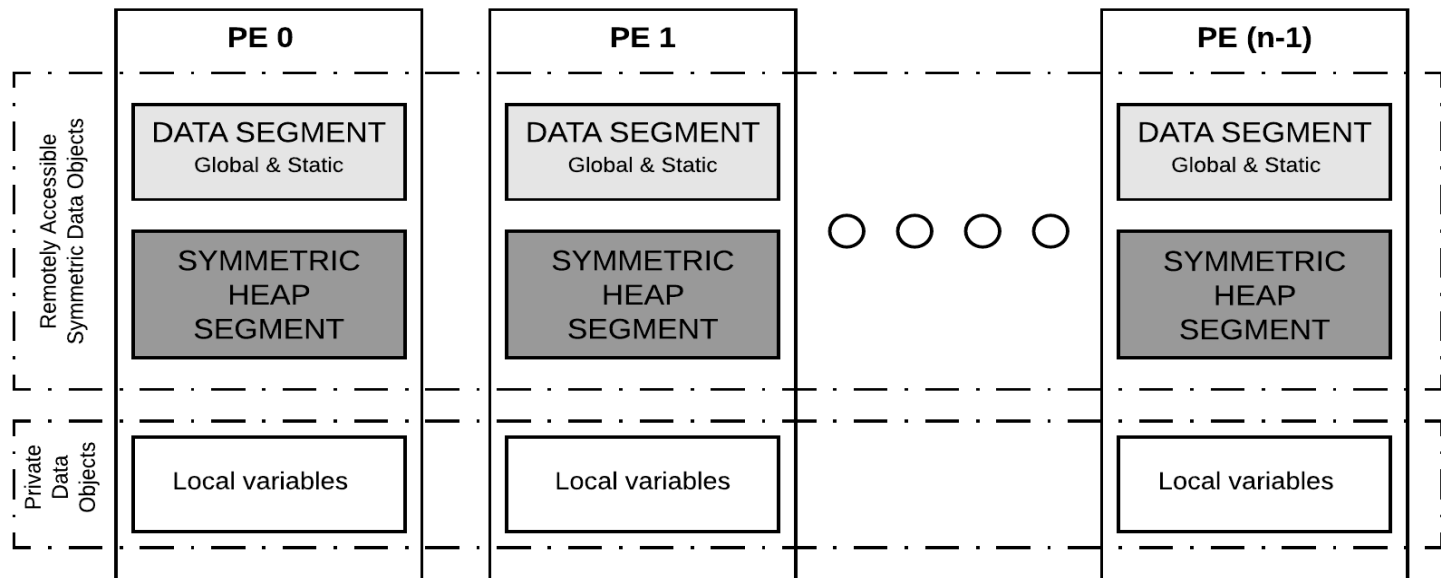 PE 0
PE 1
PE (n-1)
Remotely Accessible
Symmetric Data Objects
DATA SEGMENT
Global & Static
DATA SEGMENT
Global & Static
DATA SEGMENT
Global & Static
SYMMETRIC
HEAP
SEGMENT
SYMMETRIC
HEAP
SEGMENT
SYMMETRIC
HEAP
SEGMENT
Private
Data
Objects
Local variables
Local variables
Local variables